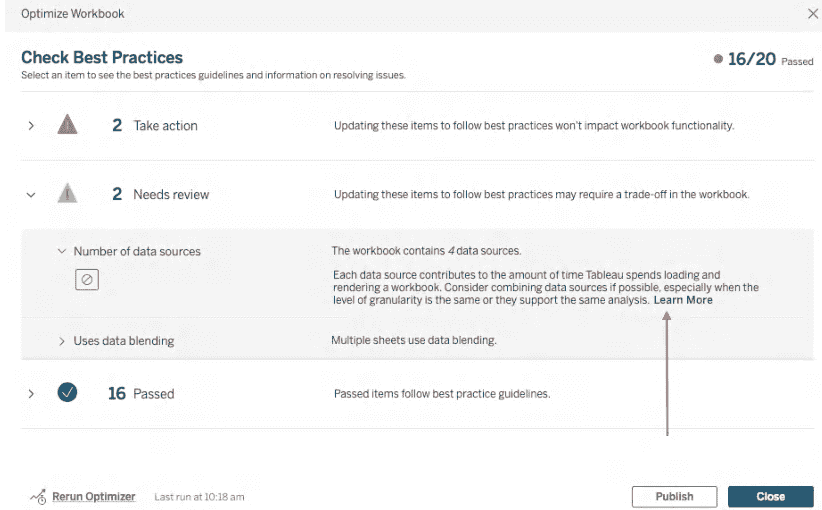 Optimize Workbook
Check Best Practices
16/20 Passed
Select an item to see the best practices guidelines and information on resolving issues.
2 Take action
Updating these items to follow best practices won't impact workbook functionality.
2 Needs review
Updating these items to follow best practices may require a trade-off in the workbook.
Number of data sources
The workbook contains 4 data sources.
Each data source contributes to the amount of time Tableau spends loading and
rendering a workbook. Consider combining data sources if possible, especially when the
level of granularity is the same or they support the same analysis. Learn More
Uses data blending
Multiple sheets use data blending.
16 Passed
Passed items follow best practice guidelines.
Rerun Optimizer
Last run at 10:18 am
Publish
Close